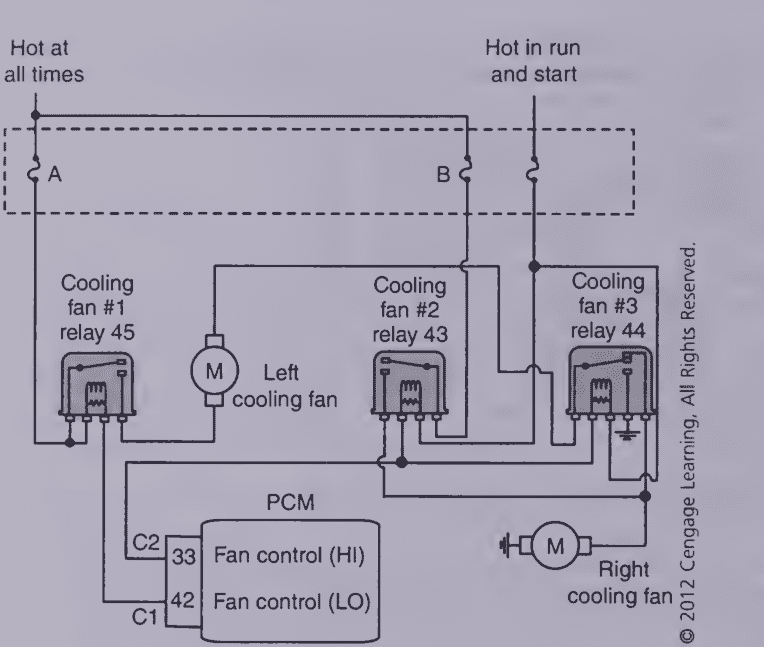 Hot at
all times
Hot in run
and start
A
B
Cooling
fan #1
relay 45
Cooling
fan #2
relay 43
Cooling
fan #3
relay 44
M
Left
cooling fan
PCM
C2
33
Fan control (HI)
42
Fan control (LO)
C1
M
Right
cooling fan
© 2012 Cengage Learning, All Rights Reserved.